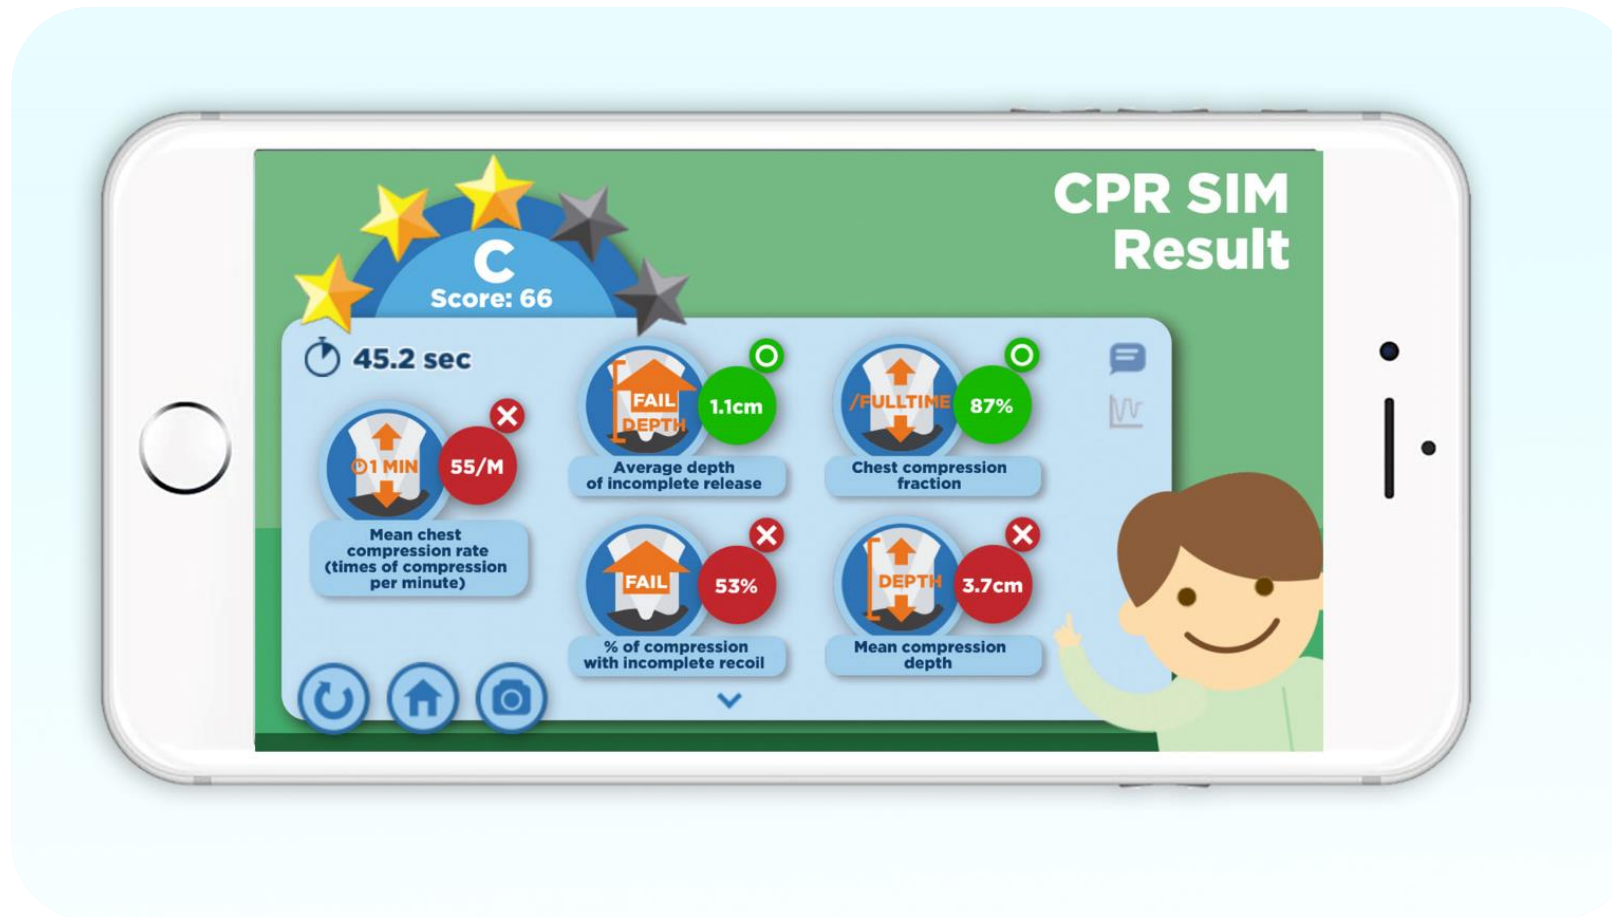 CPR SIM
Result
C
Score: 66
45.2 sec
1 MIN
55/M
Mean chest
compression rate
(times of compression
per minute)
FAIL
DEPTH
1.1cm
Average depth
of incomplete release
/FULLTIME
87%
Chest compression
fraction
FAIL
53%
% of compression
with incomplete recoil
DEPTH
3.7cm
Mean compression
depth